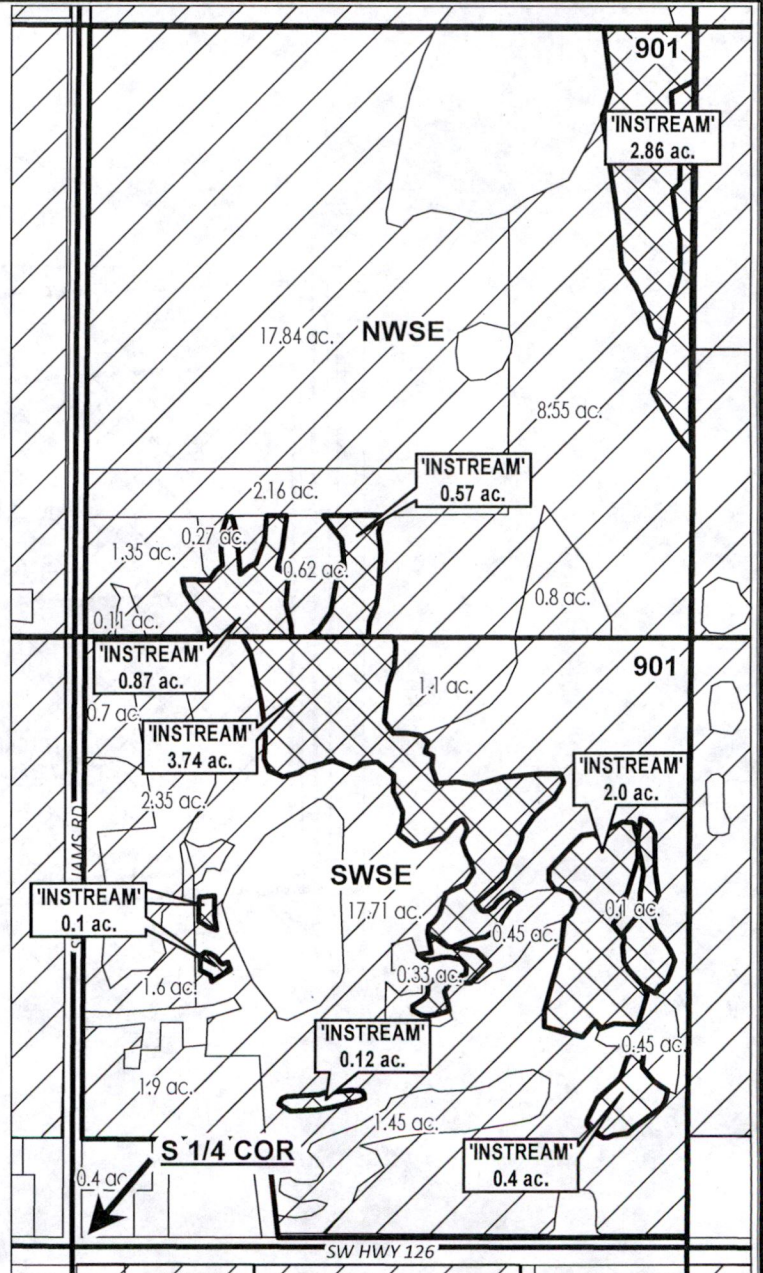 901
'INSTREAM'
2.86 ac.
17.84 ac.
NWSE
8.55 ac.
'INSTREAM'
0.57 ac.
2.16 ac.
0.27 ac.
1.35 ac.
0.62 ac.
0.8 ac.
0.11 ac.
'INSTREAM'
0.87 ac.
901
1.1 ac.
0.7 ac.
'INSTREAM'
3.74 ac.
'INSTREAM'
2.0 ac.
2.35 ac.
SWSE
17.71 ac.
'INSTREAM'
0.1 ac.
0.1 ac.
0.45 ac.
0.33 ac.
1.6 ac.
'INSTREAM'
0.12 ac.
0.45 ac.
1.9 ac.
1.45 ac.
S 1/4 COR
'INSTREAM'
0.4 ac.
0.4 ac
SW HWY 126